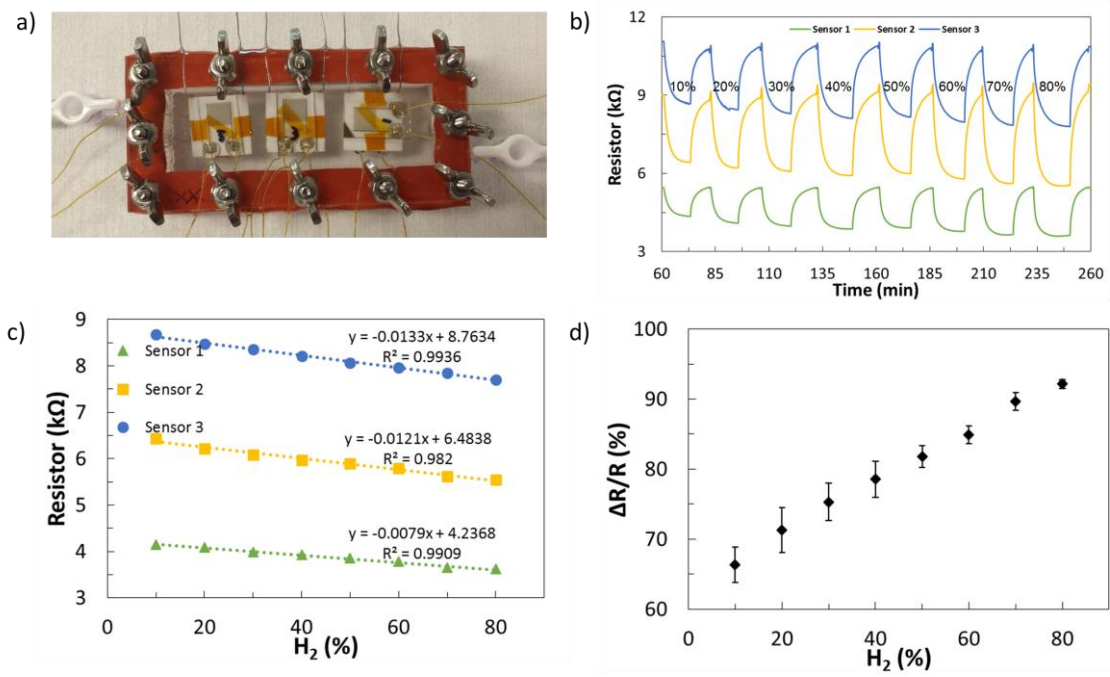 a)
b)
Sensor 1 Sensor 2 Sensor 3
12
9
6
3
Resistor (kΩ)
10% 20% 30% 40% 50% 60% 70% 80%
60 85 110 135 160 185 210 235 260
Time (min)
c)
9
8
7
6
5
4
3
Resistor (kΩ)
Sensor 1
Sensor 2
Sensor 3
y = -0.0133x + 8.7634
R² = 0.9936
y = -0.0121x + 6.4838
R² = 0.982
y = -0.0079x + 4.2368
R² = 0.9909
0 20 40 60 80
H₂ (%)
d)
100
90
80
70
60
ΔR/R (%)
0 20 40 60 80
H₂ (%)